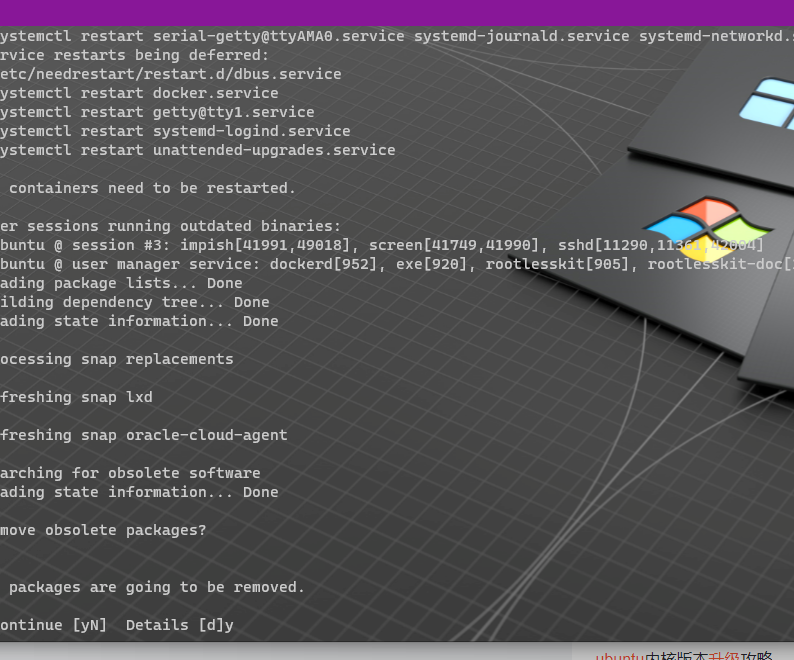 ystemctl restart serial-getty@ttyAMA0.service systemd-journald.service systemd-networkd.s
rvice restarts being deferred:
etc/needrestart/restart.d/dbus.service
ystemctl restart docker.service
ystemctl restart getty@tty1.service
ystemctl restart systemd-logind.service
ystemctl restart unattended-upgrades.service
containers need to be restarted.
er sessions running outdated binaries:
buntu @ session #3: impish[41991,49018], screen[41749,41990], sshd[11290,11361,42004]
buntu @ user manager service: dockerd[952], exe[920], rootlesskit[905], rootlesskit-doc[
ading package lists... Done
ilding dependency tree... Done
ading state information... Done
ocessing snap replacements
freshing snap lxd
freshing snap oracle-cloud-agent
arching for obsolete software
ading state information... Done
move obsolete packages?
packages are going to be removed.
ontinue [yN]  Details [d]y
ubuntu内核版本升级攻略